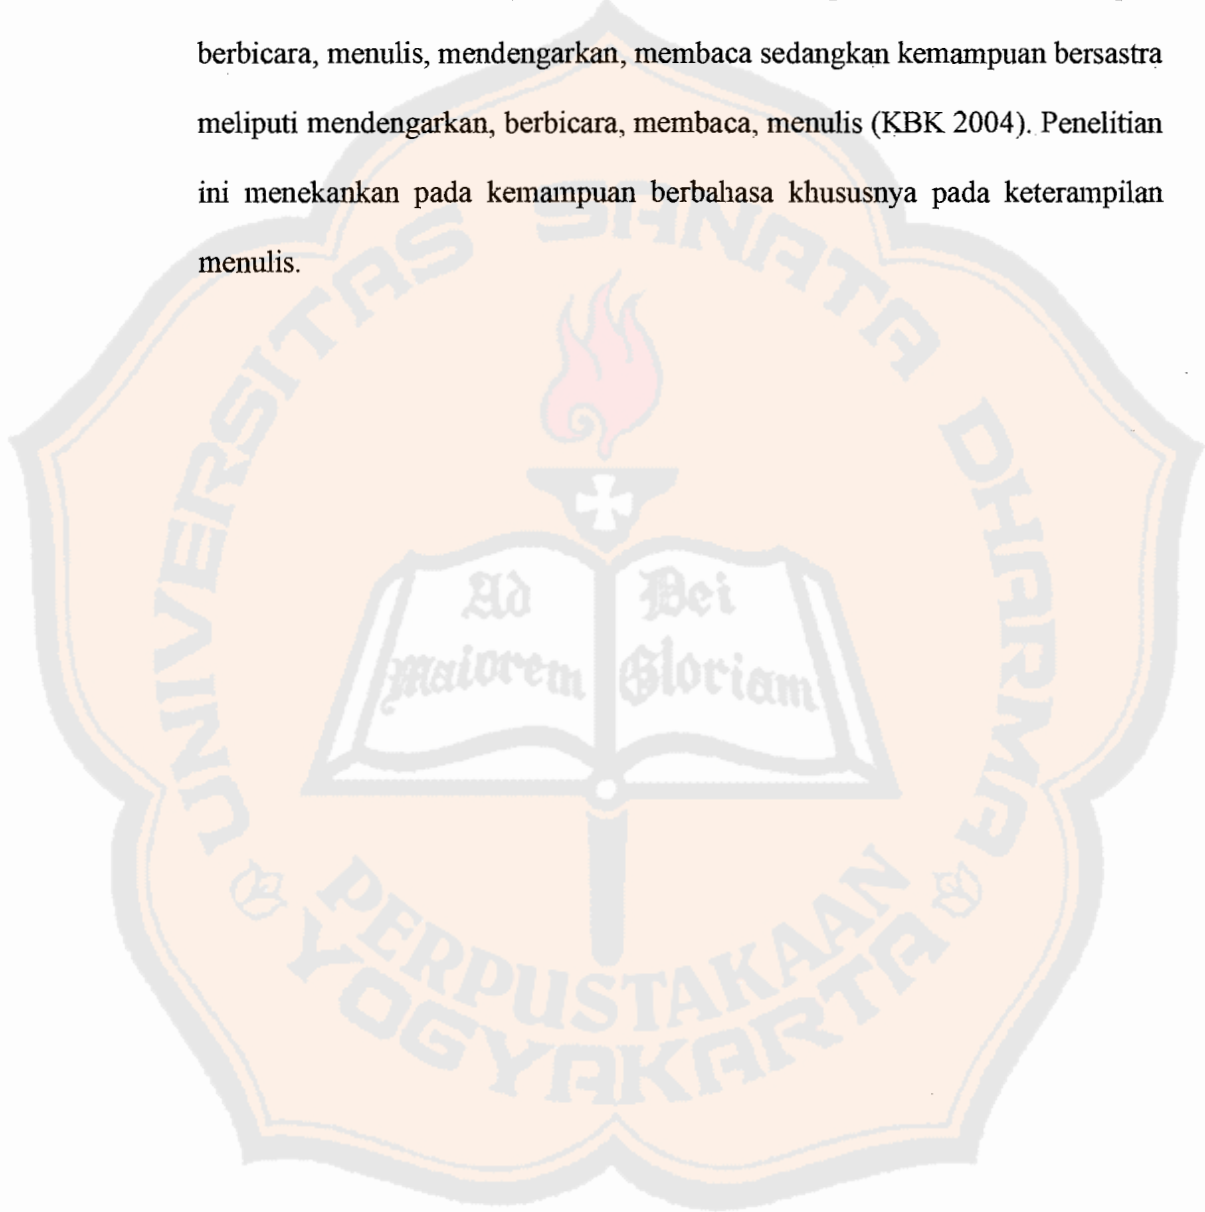 berbicara, menulis, mendengarkan, membaca sedangkan kemampuan bersastra
meliputi mendengarkan, berbicara, membaca, menulis (KBK 2004). Penelitian
ini menekankan pada kemampuan berbahasa khususnya pada keterampilan
menulis.
UNIVERSITAS SANATA DHARMA
Ad Dei
Maiorem Gloriam
PERPUSTAKAAN
YOGYAKARTA